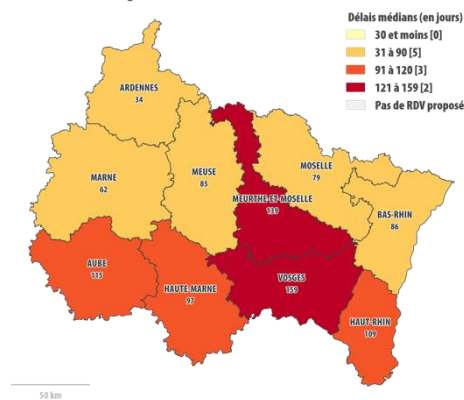 Délais médians (en jours)
30 et moins [0]
31 à 90 [5]
91 à 120 [3]
121 à 159 [2]
Pas de RDV proposé
ARDENNES
34
MARNE
62
MEUSE
85
MOSELLE
79
MEURTHE-ET-MOSELLE
139
BAS-RHIN
86
AUBE
115
HAUTE-MARNE
97
VOSGES
159
HAUT-RHIN
109
50 km